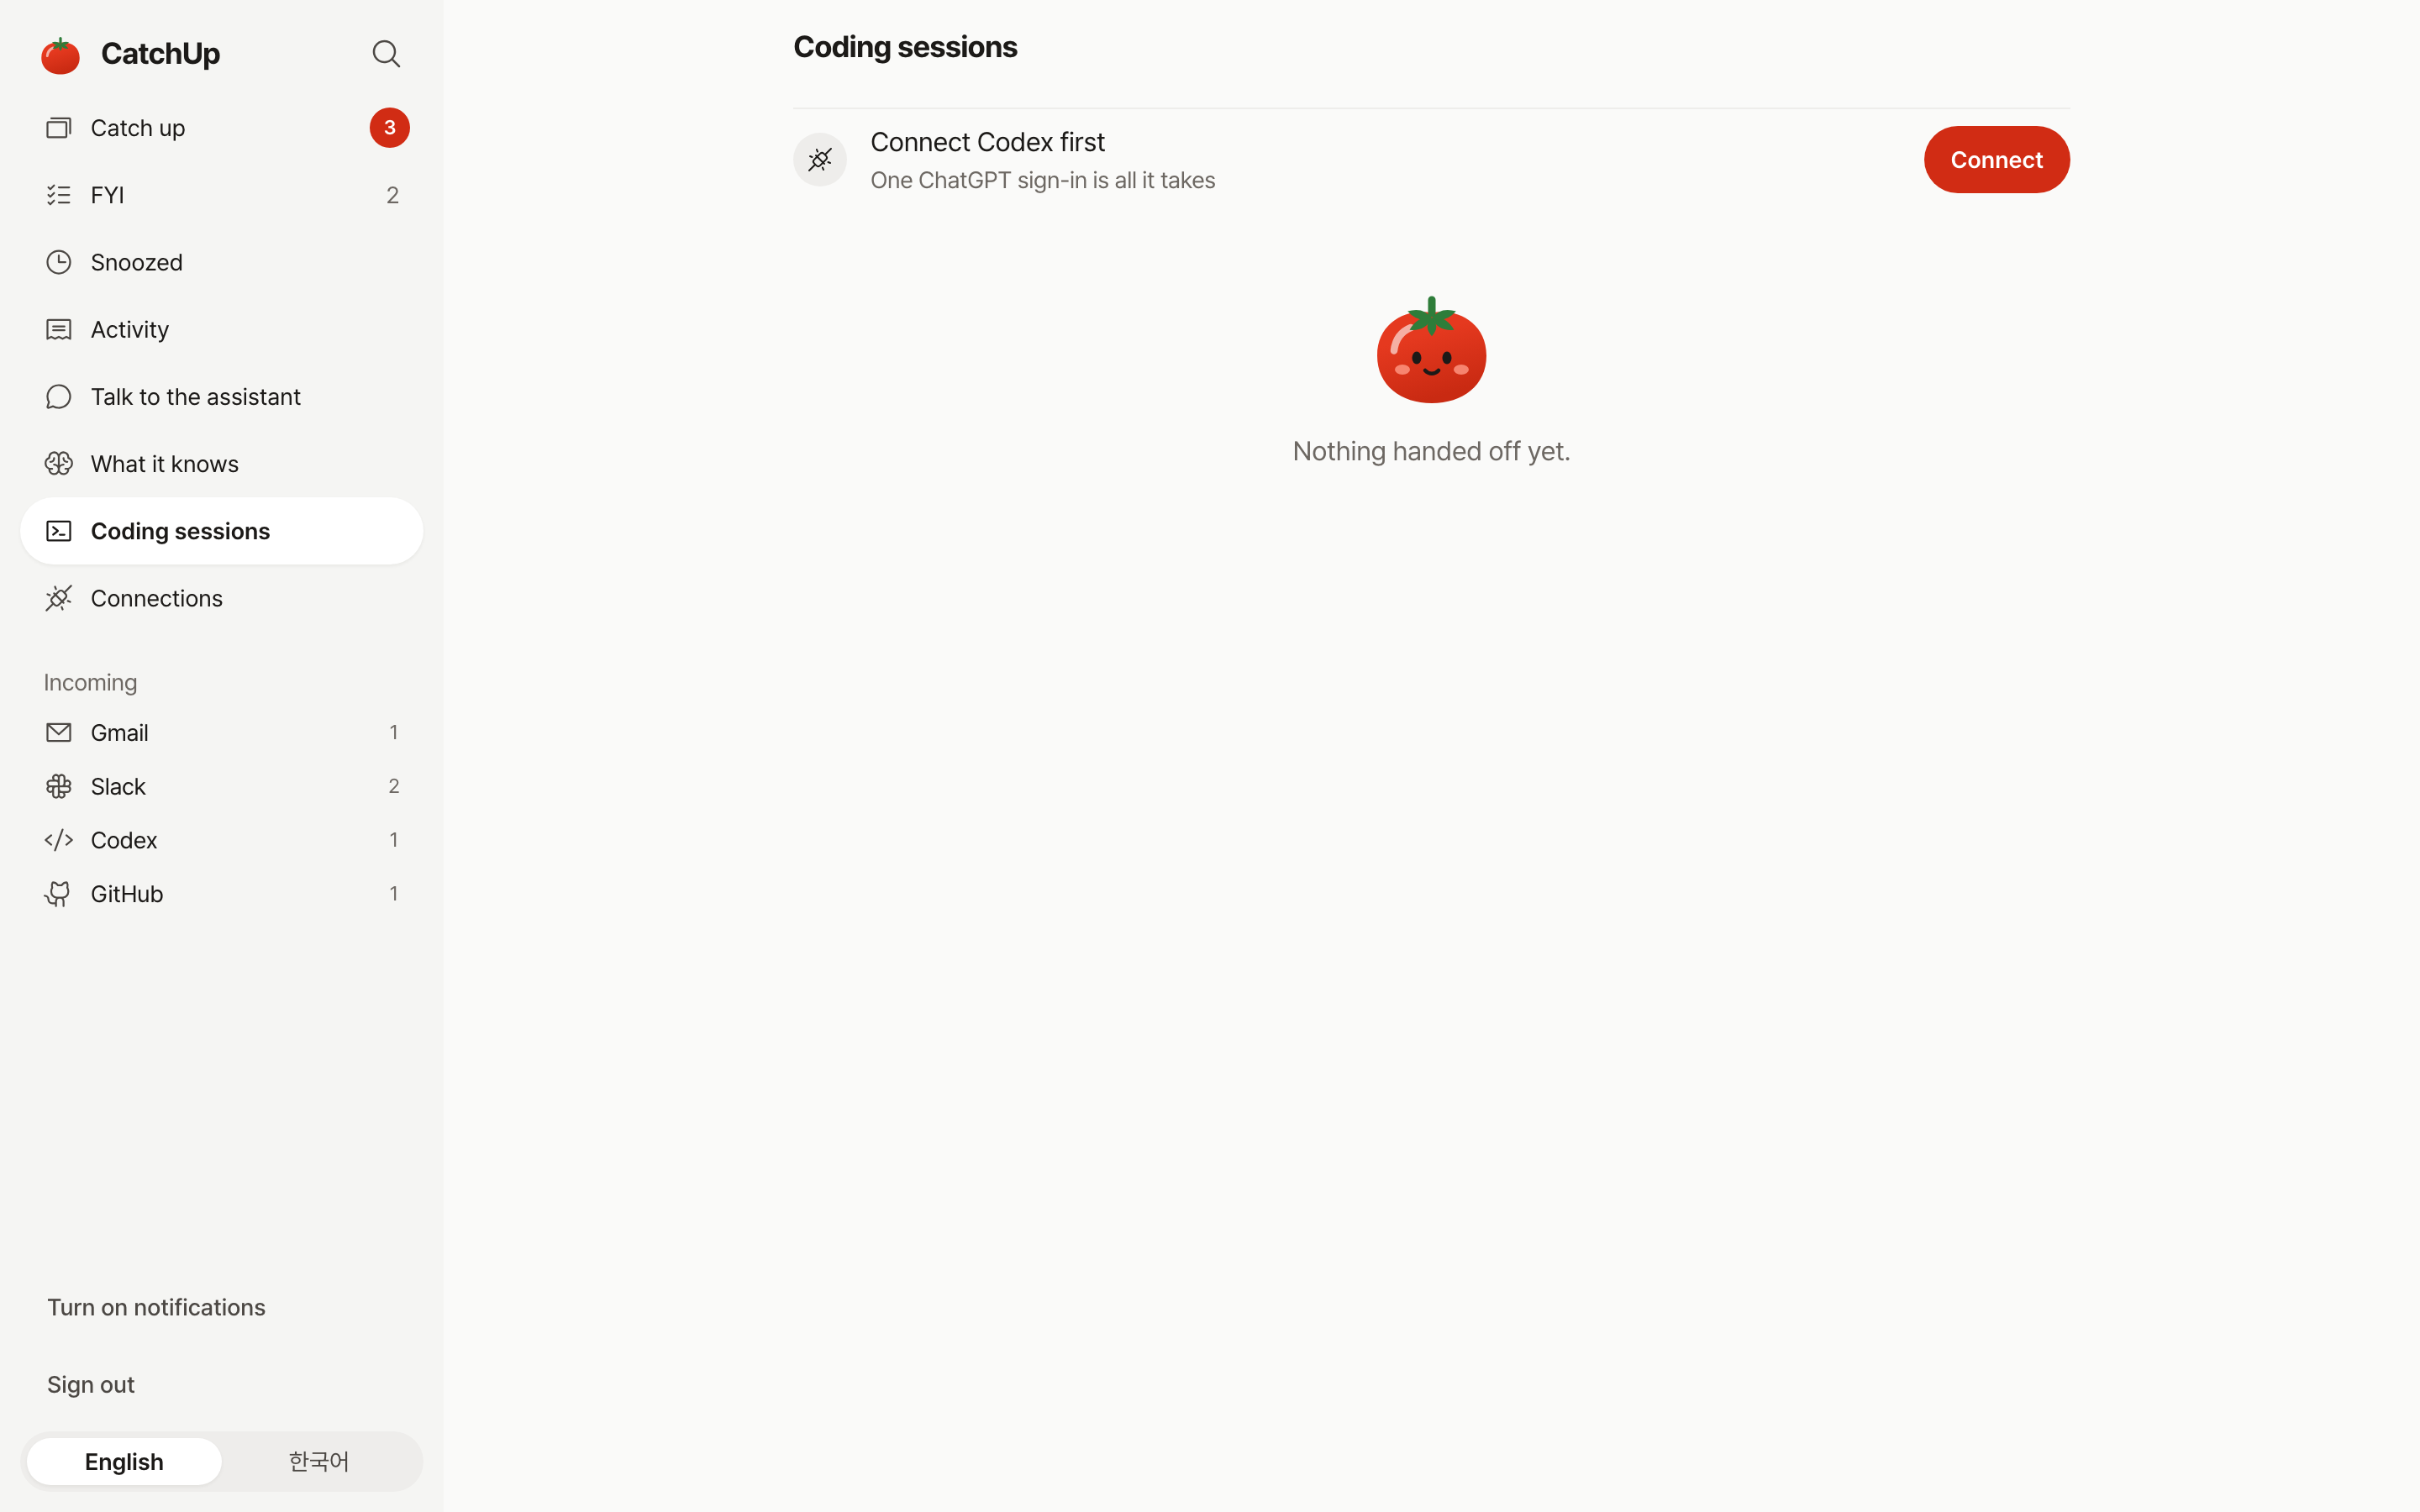 CatchUp
Catch up
3
FYI
2
Snoozed
Activity
Talk to the assistant
What it knows
Coding sessions
Connections
Incoming
Gmail
1
Slack
2
Codex
1
GitHub
1
Turn on notifications
Sign out
English
한국어
Coding sessions
Connect Codex first
One ChatGPT sign-in is all it takes
Connect
Nothing handed off yet.